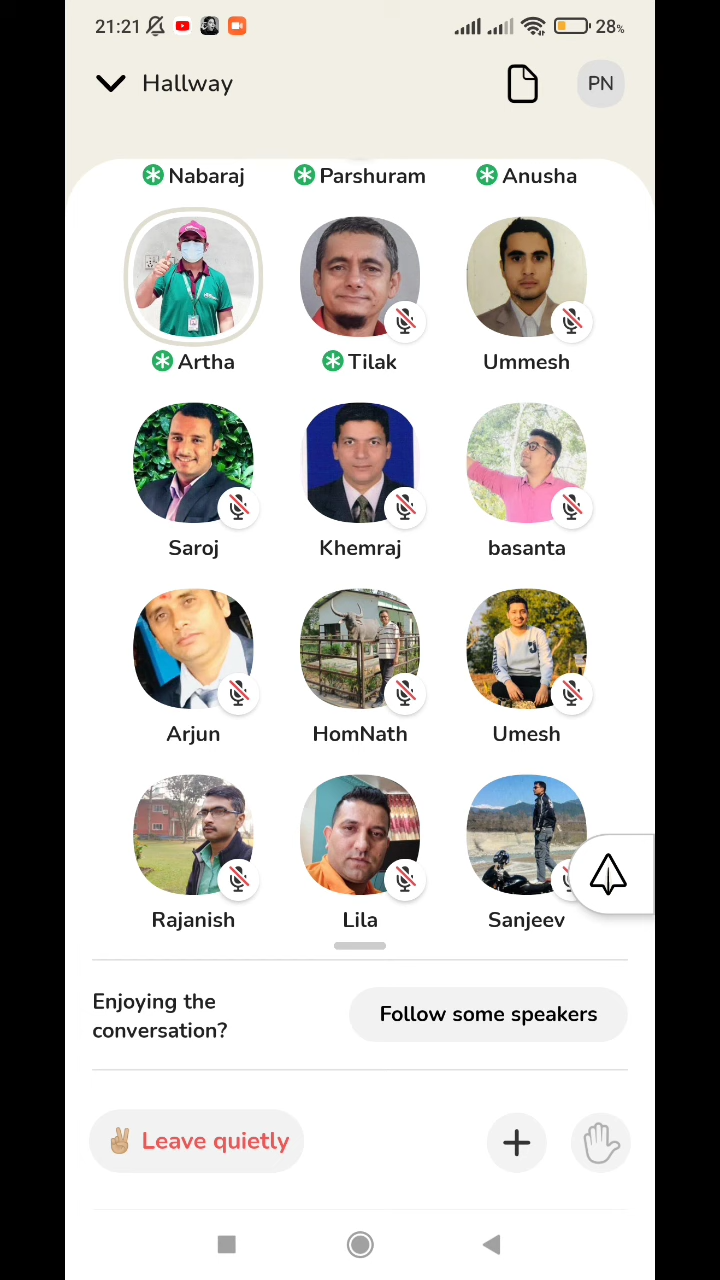 21:21 28%
Hallway PN
Nabaraj Parshuram Anusha
Artha Tilak Ummesh
Saroj Khemraj basanta
Arjun HomNath Umesh
Rajanish Lila Sanjeev
Enjoying the
conversation?
Follow some speakers
Leave quietly